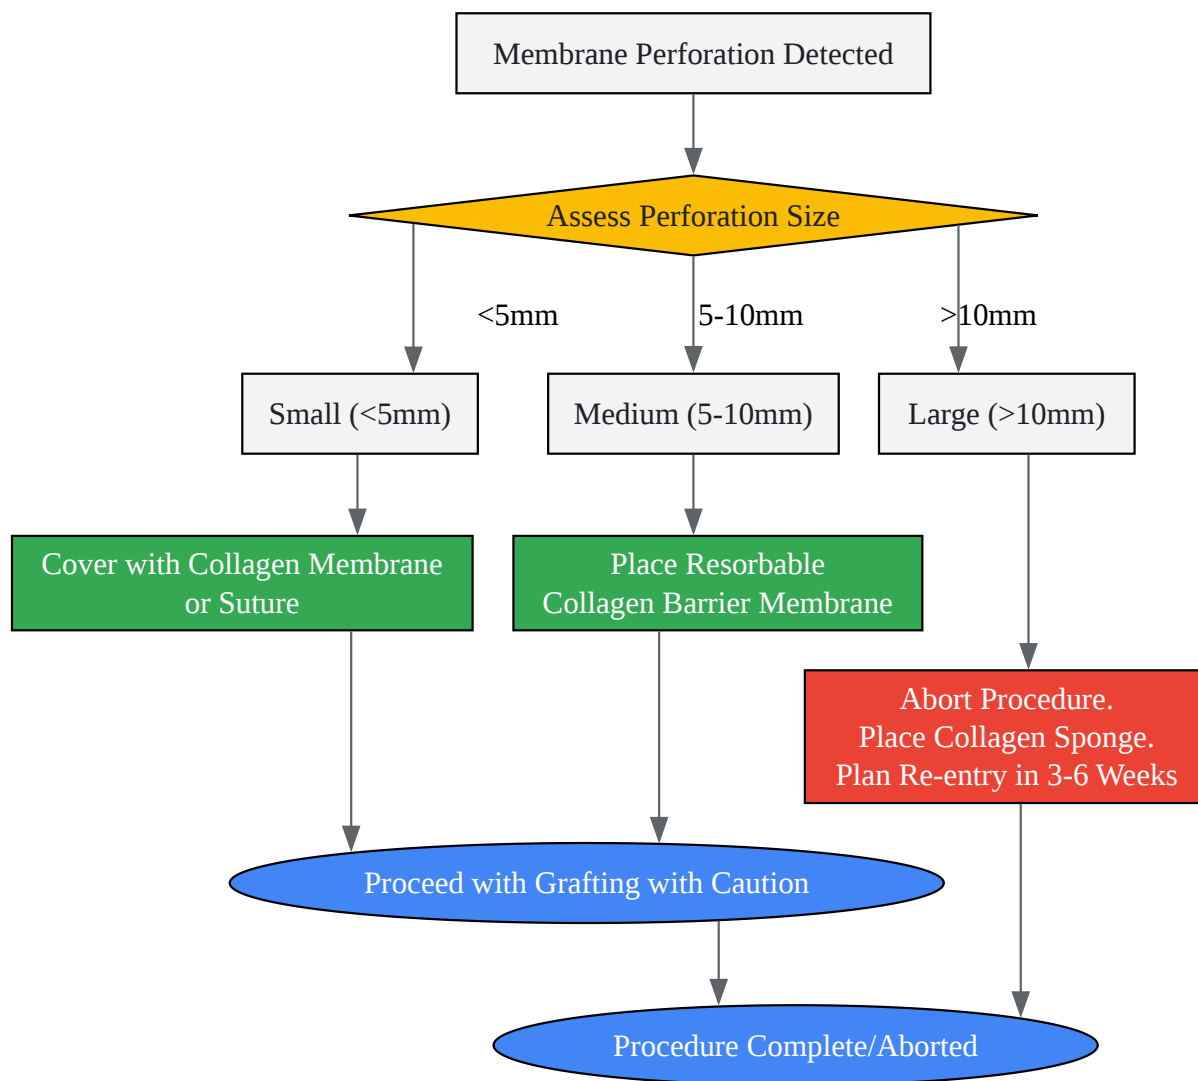 Membrane Perforation Detected
Assess Perforation Size
<5mm
5-10mm
>10mm
Small (<5mm)
Medium (5-10mm)
Large (>10mm)
Cover with Collagen Membrane
or Suture
Place Resorbable
Collagen Barrier Membrane
Abort Procedure.
Place Collagen Sponge.
Plan Re-entry in 3-6 Weeks
Proceed with Grafting with Caution
Procedure Complete/Aborted